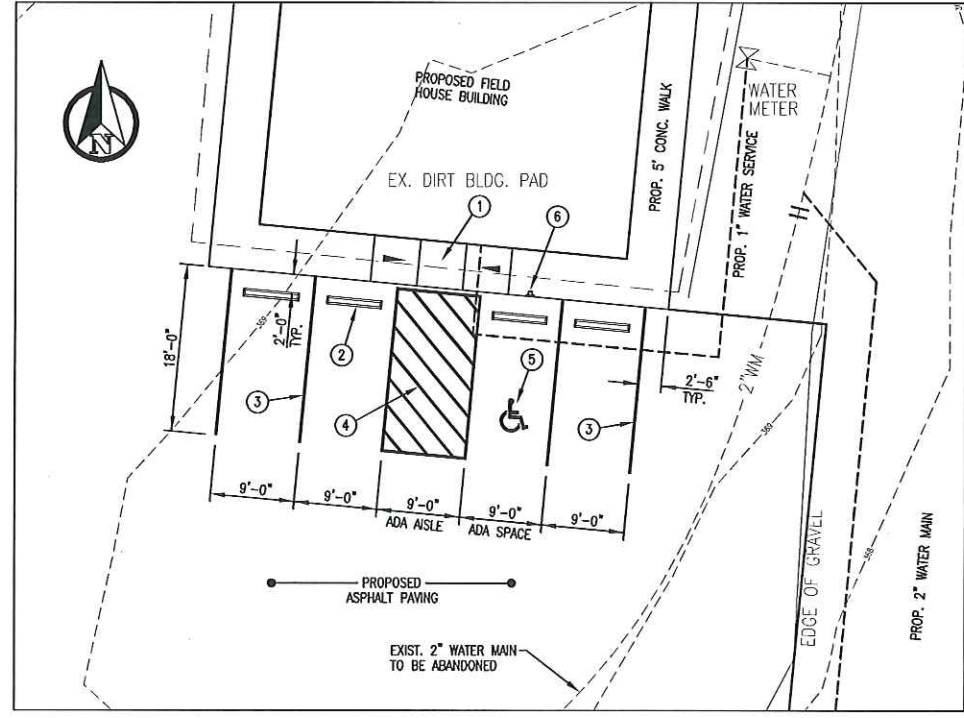 PROPOSED FIELD
HOUSE BUILDING
EX. DIRT BLDG. PAD
PROP. 5' CONC. WALK
PROP. 1" WATER SERVICE
WATER
METER
N
H
1
6
2'-0"
TYP.
18'-0"
2
5
3
4
3
2'-6"
TYP.
2"WM
369
369
368
9'-0"
9'-0"
9'-0"
9'-0"
9'-0"
ADA AISLE
ADA SPACE
PROPOSED
ASPHALT PAVING
EXIST. 2" WATER MAIN
TO BE ABANDONED
EDGE OF GRAVEL
PROP. 2" WATER MAIN